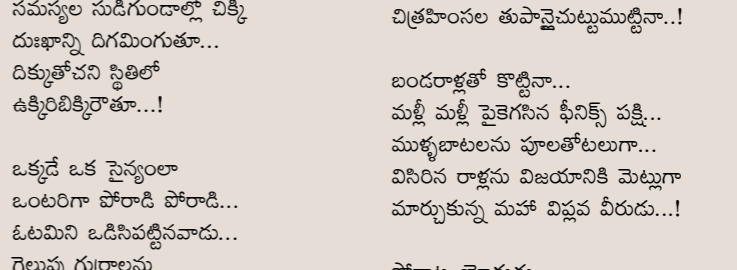 సమస్యల సుడిగుండాల్లో చిక్కి
దుఃఖాన్ని దిగమింగుతూ...
దిక్కుతోచని స్థితిలో
ఉక్కిరిబిక్కిరౌతూ...!
ఒక్కడే ఒక సైన్యంలా
ఒంటరిగా పోరాడి పోరాడి...
ఓటమిని ఒడిసిపట్టినవాడు...
గెలుపు గుర్రాలను
చిత్రహింసల తుపానైచుట్టుముట్టినా..!
బండరాళ్లతో కొట్టినా...
మళ్లీ మళ్లీ పైకెగసిన ఫీనిక్స్ పక్షి...
ముళ్ళబాటలను పూలతోటలుగా...
విసిరిన రాళ్లను విజయానికి మెట్లుగా
మార్చుకున్న మహా విప్లవ వీరుడు...!